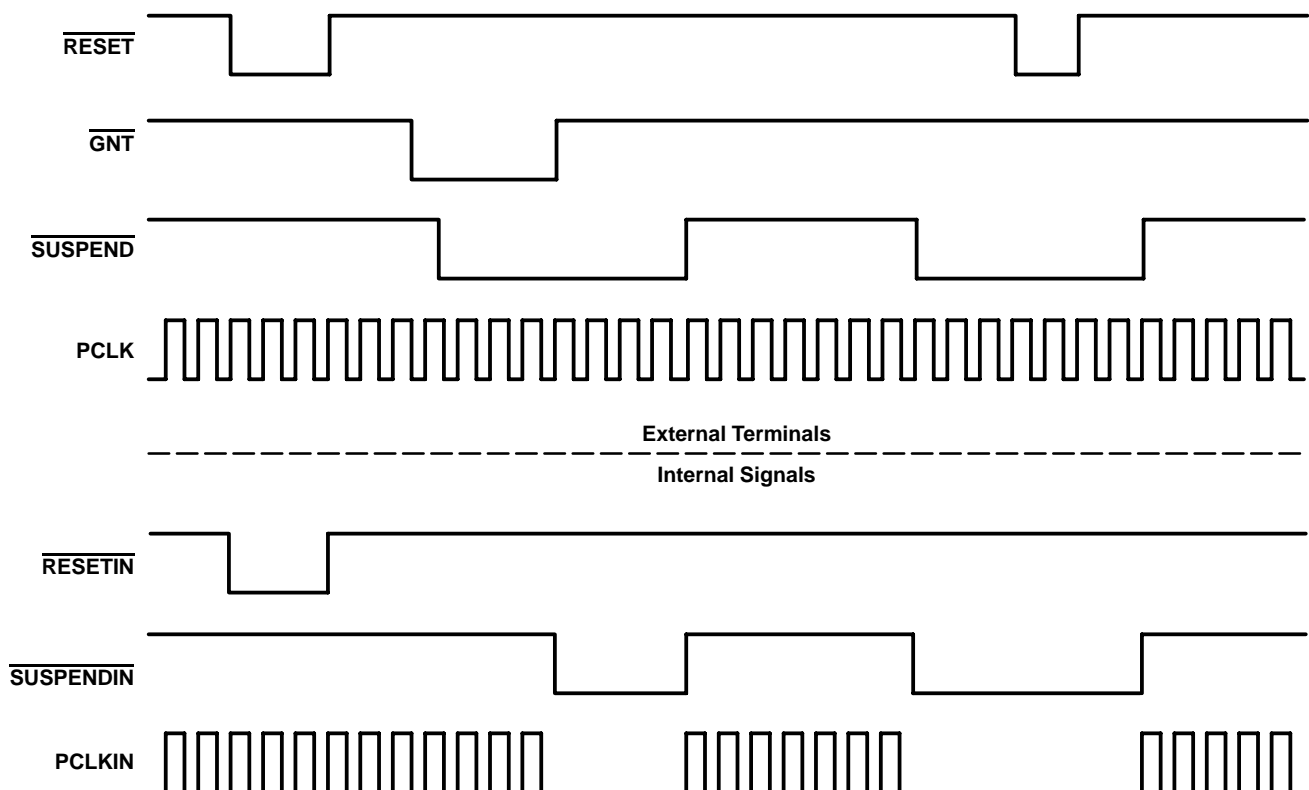 RESET
GNT
SUSPEND
PCLK
External Terminals
Internal Signals
RESETIN
SUSPENDIN
PCLKIN